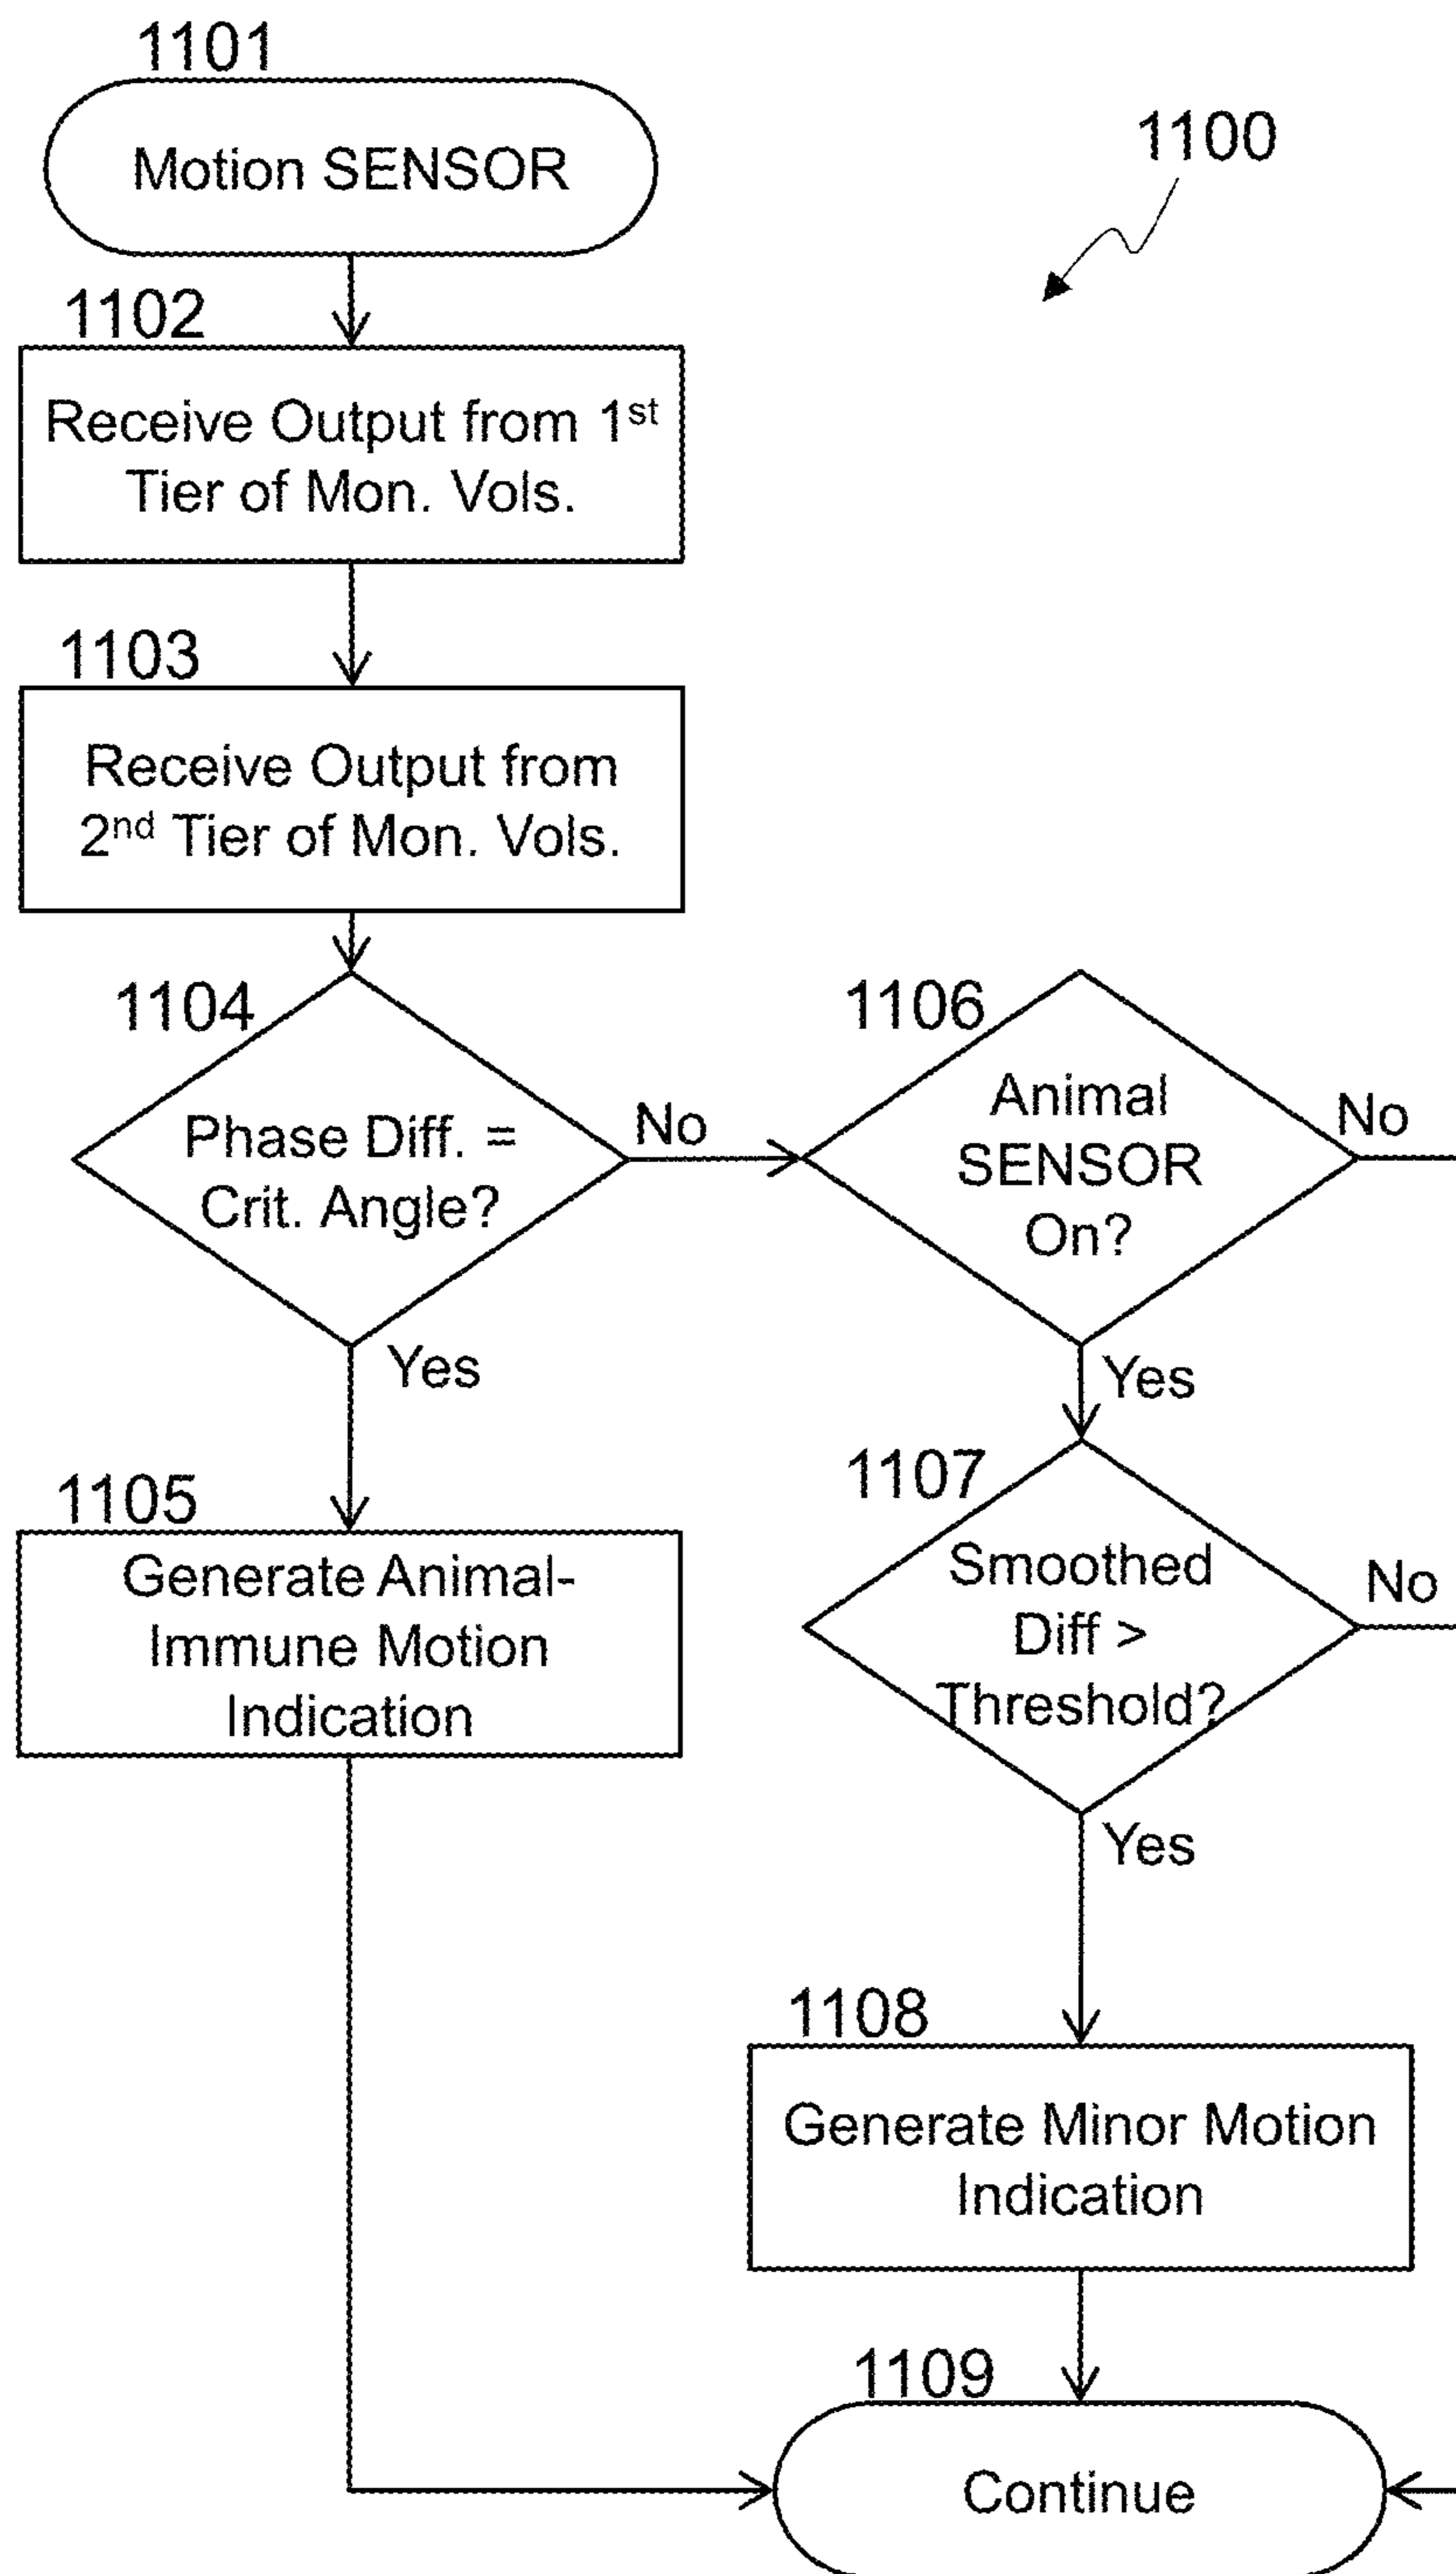 1101
Motion SENSOR
1100
1102
Receive Output from 1st
Tier of Mon. Vols.
1103
Receive Output from
2nd Tier of Mon. Vols.
1104
Phase Diff. =
Crit. Angle?
No
Yes
1106
Animal
SENSOR
On?
No
Yes
1105
Generate Animal-
Immune Motion
Indication
1107
Smoothed
Diff >
Threshold?
No
Yes
1108
Generate Minor Motion
Indication
1109
Continue